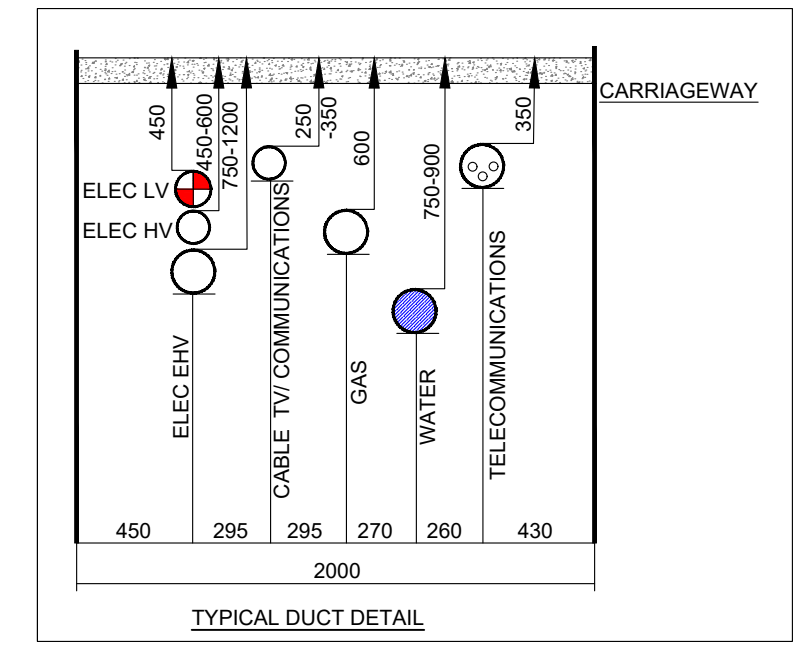 CARRIAGEWAY
450
450-600
750-1200
250
-350
600
750-900
350
ELEC LV
ELEC HV
ELEC EHV
CABLE TV/ COMMUNICATIONS
GAS
WATER
TELECOMMUNICATIONS
450
295
295
270
260
430
2000
TYPICAL DUCT DETAIL